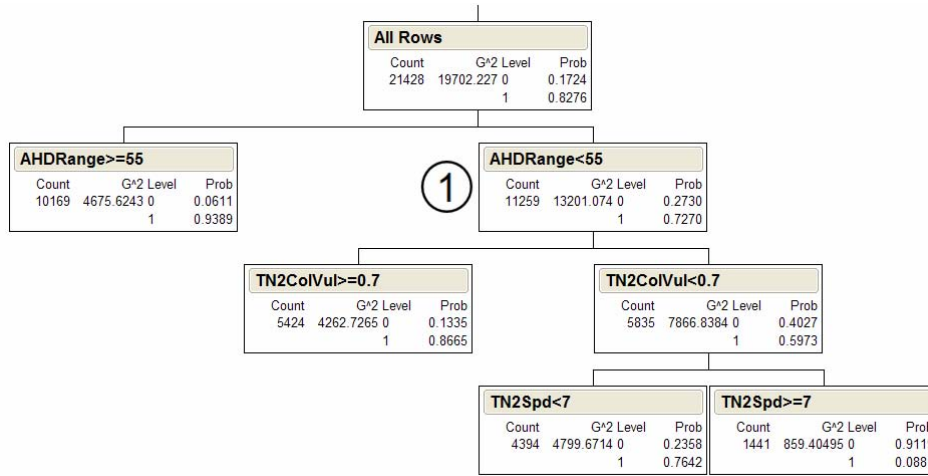 All Rows
Count G^2 Level Prob
21428 19702.227 0 0.1724
1 0.8276
AHDRange>=55
Count G^2 Level Prob
10169 4675.6243 0 0.0611
1 0.9389
1
AHDRange<55
Count G^2 Level Prob
11259 13201.074 0 0.2730
1 0.7270
TN2ColVul>=0.7
Count G^2 Level Prob
5424 4262.7265 0 0.1335
1 0.8665
TN2ColVul<0.7
Count G^2 Level Prob
5835 7866.8384 0 0.4027
1 0.5973
TN2Spd<7
Count G^2 Level Prob
4394 4799.6714 0 0.2358
1 0.7642
TN2Spd>=7
Count G^2 Level
1441 859.40495 0
1